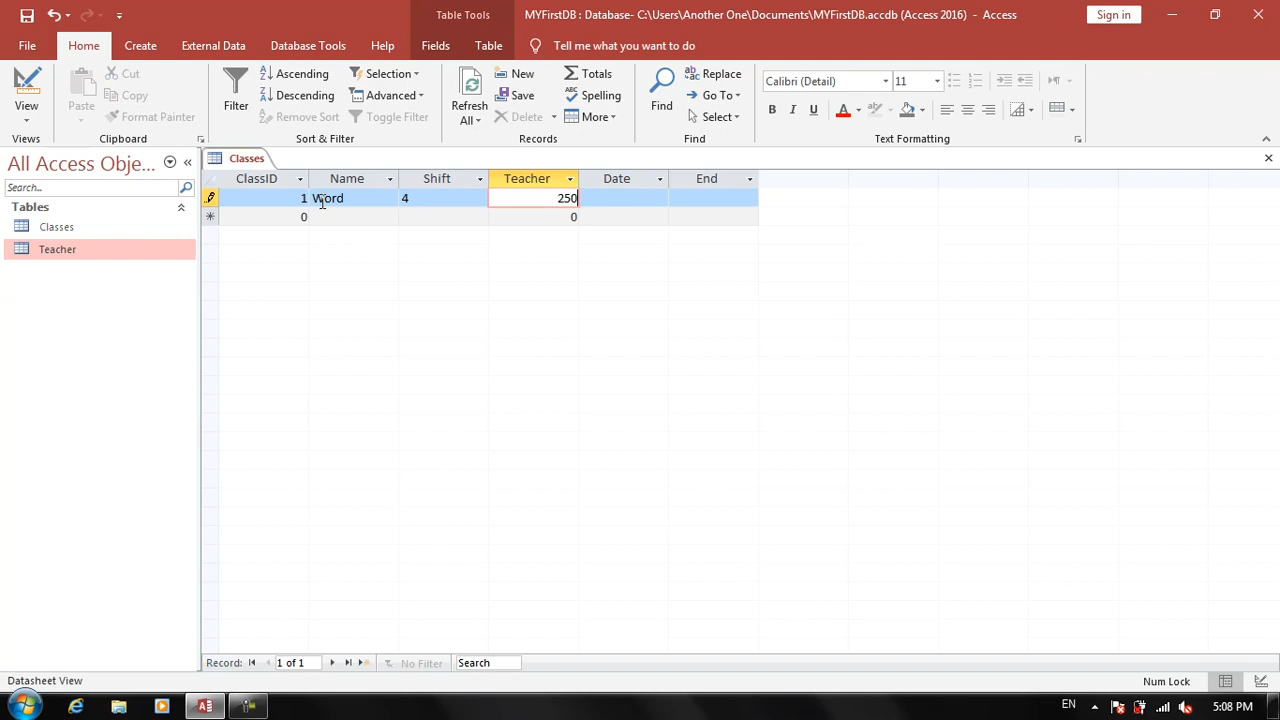 Table Tools
MYFirstDB : Database- C:\Users\Another One\Documents\MYFirstDB.accdb (Access 2016) - Access
Sign in
File
Home
Create
External Data
Database Tools
Help
Fields
Table
Tell me what you want to do
View
Views
Paste
Cut
Copy
Format Painter
Clipboard
Filter
Ascending
Descending
Remove Sort
Selection
Advanced
Toggle Filter
Sort & Filter
Refresh All
New
Save
Delete
Totals
Spelling
More
Records
Find
Replace
Go To
Select
Find
Calibri (Detail)
11
B I U A
Text Formatting
All Access Obje...
Search...
Tables
Classes
Teacher
Classes
ClassID Name Shift Teacher Date End
1 Word 4 250
0 0
Record: 1 of 1 No Filter Search
Datasheet View
Num Lock
EN
5:08 PM